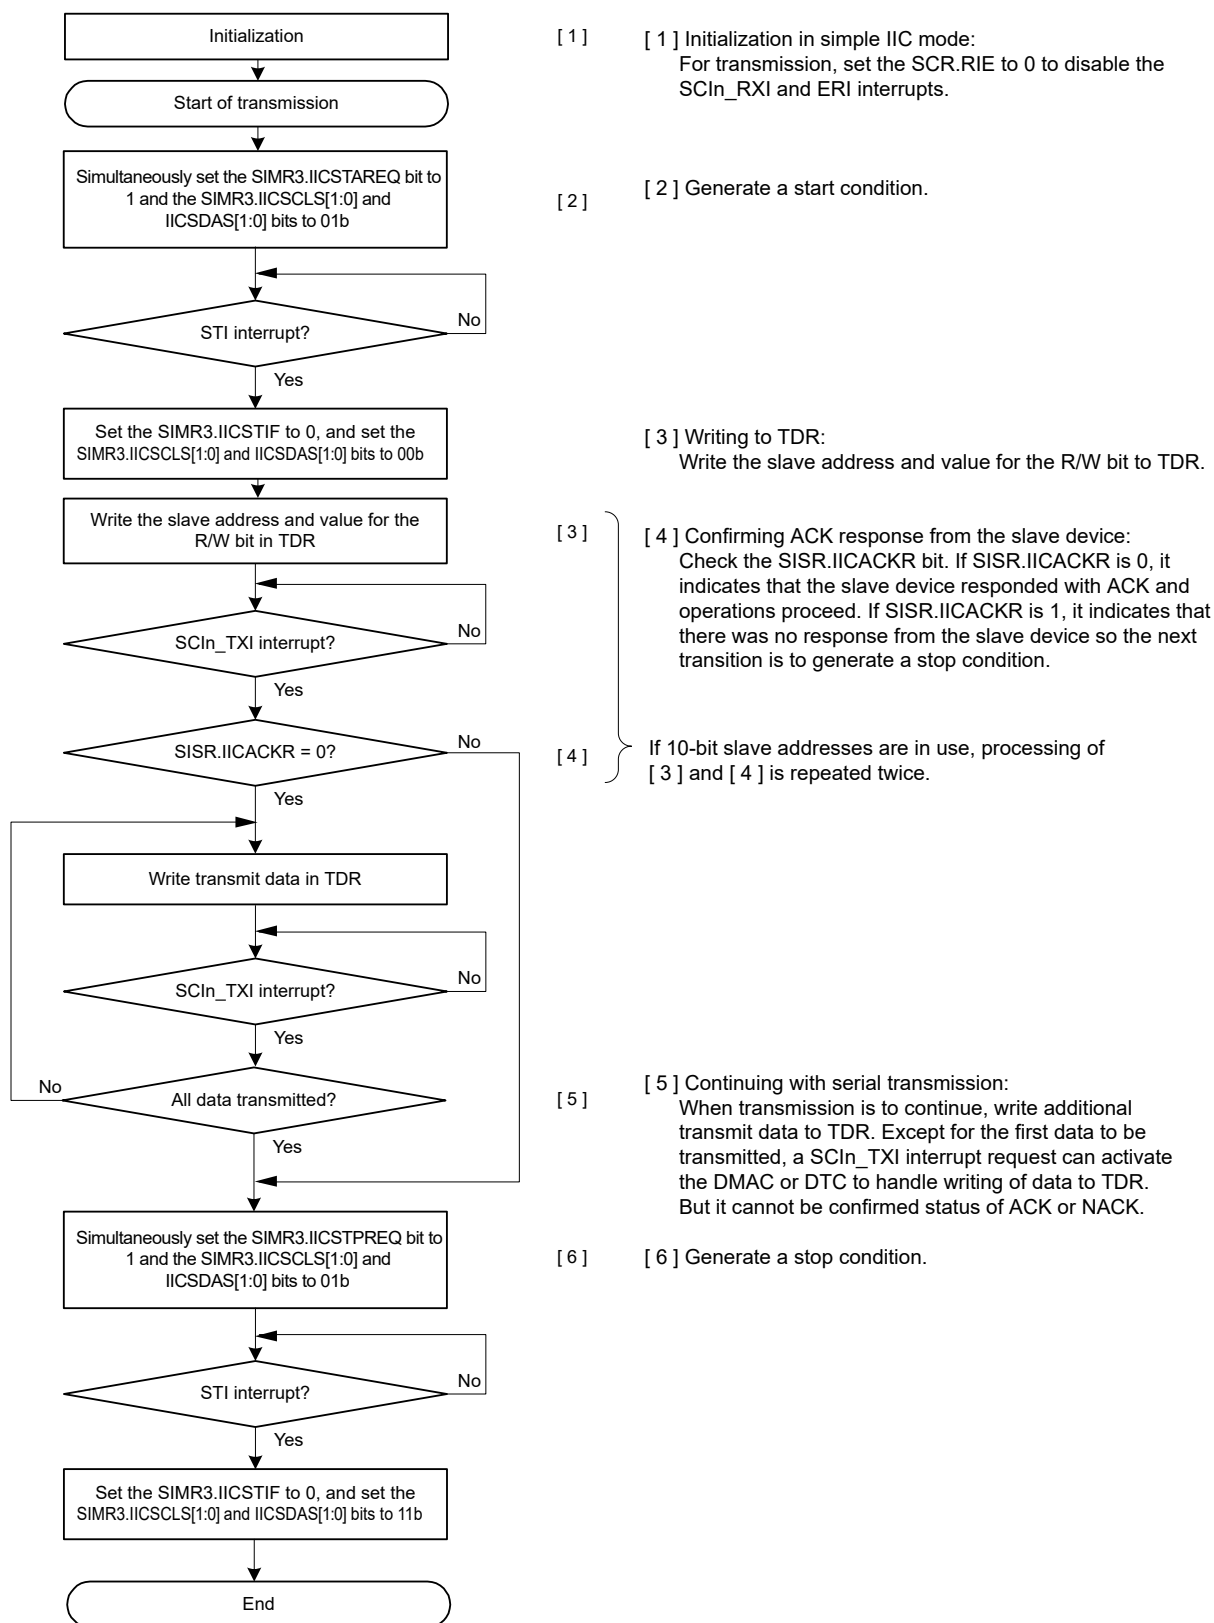 Initialization
[ 1 ]
[ 1 ] Initialization in simple IIC mode:
For transmission, set the SCR.RIE to 0 to disable the
SCIn_RXI and ERI interrupts.
Start of transmission
Simultaneously set the SIMR3.IICSTAREQ bit to
1 and the SIMR3.IICSCLS[1:0] and
IICSDAS[1:0] bits to 01b
[ 2 ]
[ 2 ] Generate a start condition.
STI interrupt?
No
Yes
Set the SIMR3.IICSTIF to 0, and set the
SIMR3.IICSCLS[1:0] and IICSDAS[1:0] bits to 00b
[ 3 ] Writing to TDR:
Write the slave address and value for the R/W bit to TDR.
Write the slave address and value for the
R/W bit in TDR
[ 3 ]
[ 4 ] Confirming ACK response from the slave device:
Check the SISR.IICACKR bit. If SISR.IICACKR is 0, it
indicates that the slave device responded with ACK and
operations proceed. If SISR.IICACKR is 1, it indicates that
there was no response from the slave device so the next
transition is to generate a stop condition.
SCIn_TXI interrupt?
No
Yes
SISR.IICACKR = 0?
No
[ 4 ]
If 10-bit slave addresses are in use, processing of
[ 3 ] and [ 4 ] is repeated twice.
Yes
Write transmit data in TDR
SCIn_TXI interrupt?
No
Yes
No
All data transmitted?
[ 5 ]
[ 5 ] Continuing with serial transmission:
When transmission is to continue, write additional
transmit data to TDR. Except for the first data to be
transmitted, a SCIn_TXI interrupt request can activate
the DMAC or DTC to handle writing of data to TDR.
But it cannot be confirmed status of ACK or NACK.
Yes
Simultaneously set the SIMR3.IICSTPREQ bit to
1 and the SIMR3.IICSCLS[1:0] and
IICSDAS[1:0] bits to 01b
[ 6 ]
[ 6 ] Generate a stop condition.
STI interrupt?
No
Yes
Set the SIMR3.IICSTIF to 0, and set the
SIMR3.IICSCLS[1:0] and IICSDAS[1:0] bits to 11b
End